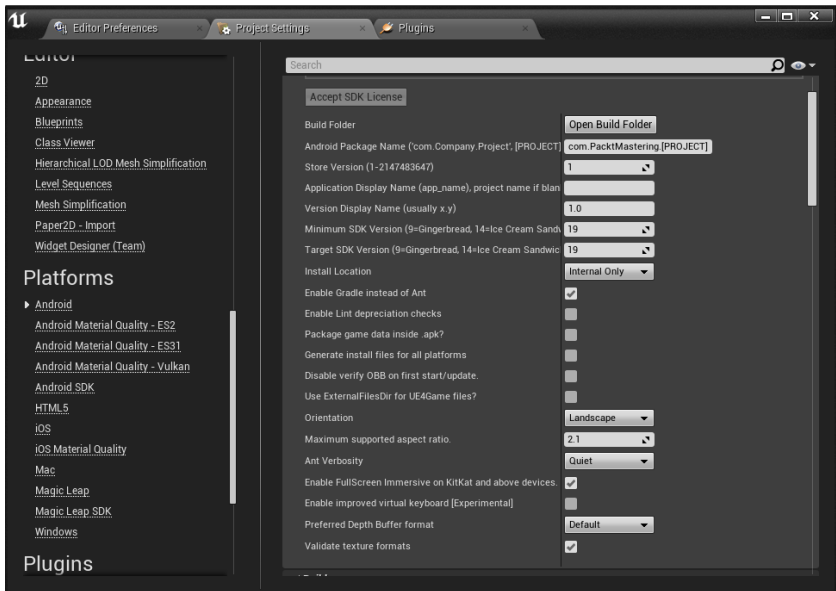 Editor Preferences
Project Settings
Plugins
Editor
2D
Appearance
Blueprints
Class Viewer
Hierarchical LOD Mesh Simplification
Level Sequences
Mesh Simplification
Paper2D - Import
Widget Designer (Team)
Platforms
Android
Android Material Quality - ES2
Android Material Quality - ES31
Android Material Quality - Vulkan
Android SDK
HTML5
iOS
iOS Material Quality
Mac
Magic Leap
Magic Leap SDK
Windows
Plugins
Search
Accept SDK License
Build Folder Open Build Folder
Android Package Name ('com.Company.Project', [PROJECT] com.PacktMastering.[PROJECT]
Store Version (1-2147483647) 1
Application Display Name (app_name), project name if blan
Version Display Name (usually x.y) 1.0
Minimum SDK Version (9=Gingerbread, 14=Ice Cream Sandw 19
Target SDK Version (9=Gingerbread, 14=Ice Cream Sandwic 19
Install Location Internal Only
Enable Gradle instead of Ant
Enable Lint depreciation checks
Package game data inside .apk?
Generate install files for all platforms
Disable verify OBB on first start/update.
Use ExternalFilesDir for UE4Game files?
Orientation Landscape
Maximum supported aspect ratio. 2.1
Ant Verbosity Quiet
Enable FullScreen Immersive on KitKat and above devices.
Enable improved virtual keyboard [Experimental]
Preferred Depth Buffer format Default
Validate texture formats